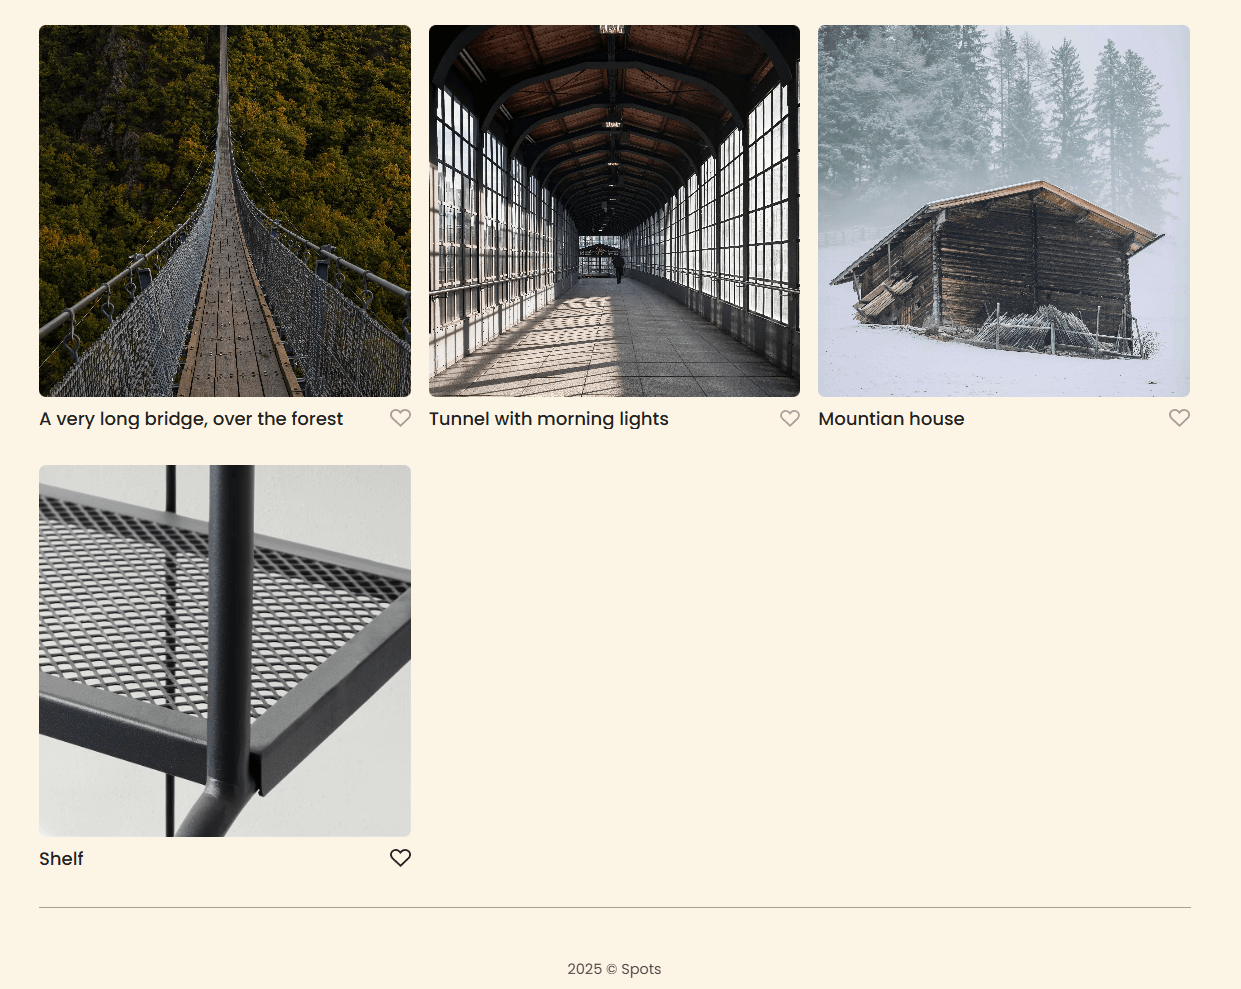 A very long bridge, over the forest
Tunnel with morning lights
Mountian house
Shelf
2025 © Spots